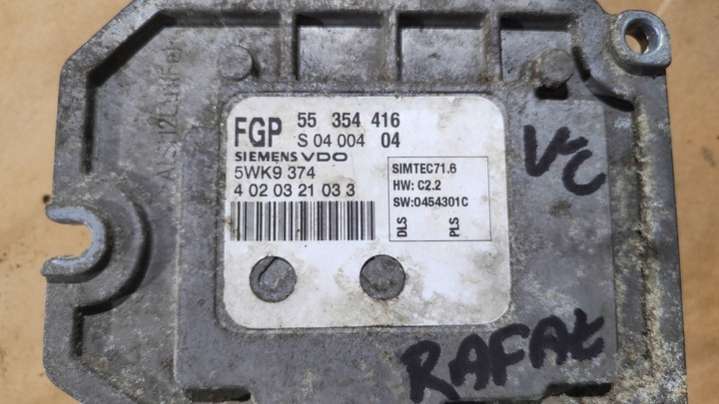 FGP 55 354 416
S 04 004 04
SIEMENS VDO
5WK9 374
4 02 03 21 03 3
SIMTEC71.6
HW: C2.2
SW:0454301C
DLS PLS
VC
RAFAŁ